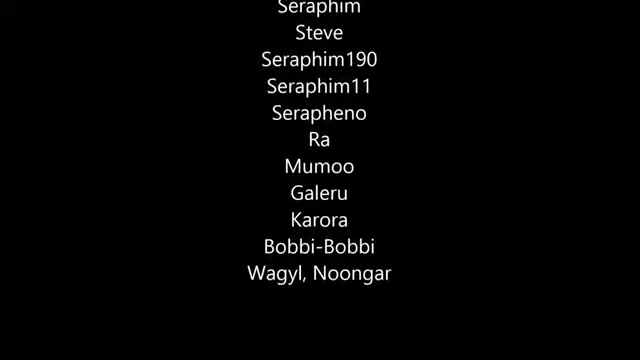 Seraphim
Steve
Seraphim190
Seraphim11
Serapheno
Ra
Mumoo
Galeru
Karora
Bobbi-Bobbi
Wagyl, Noongar